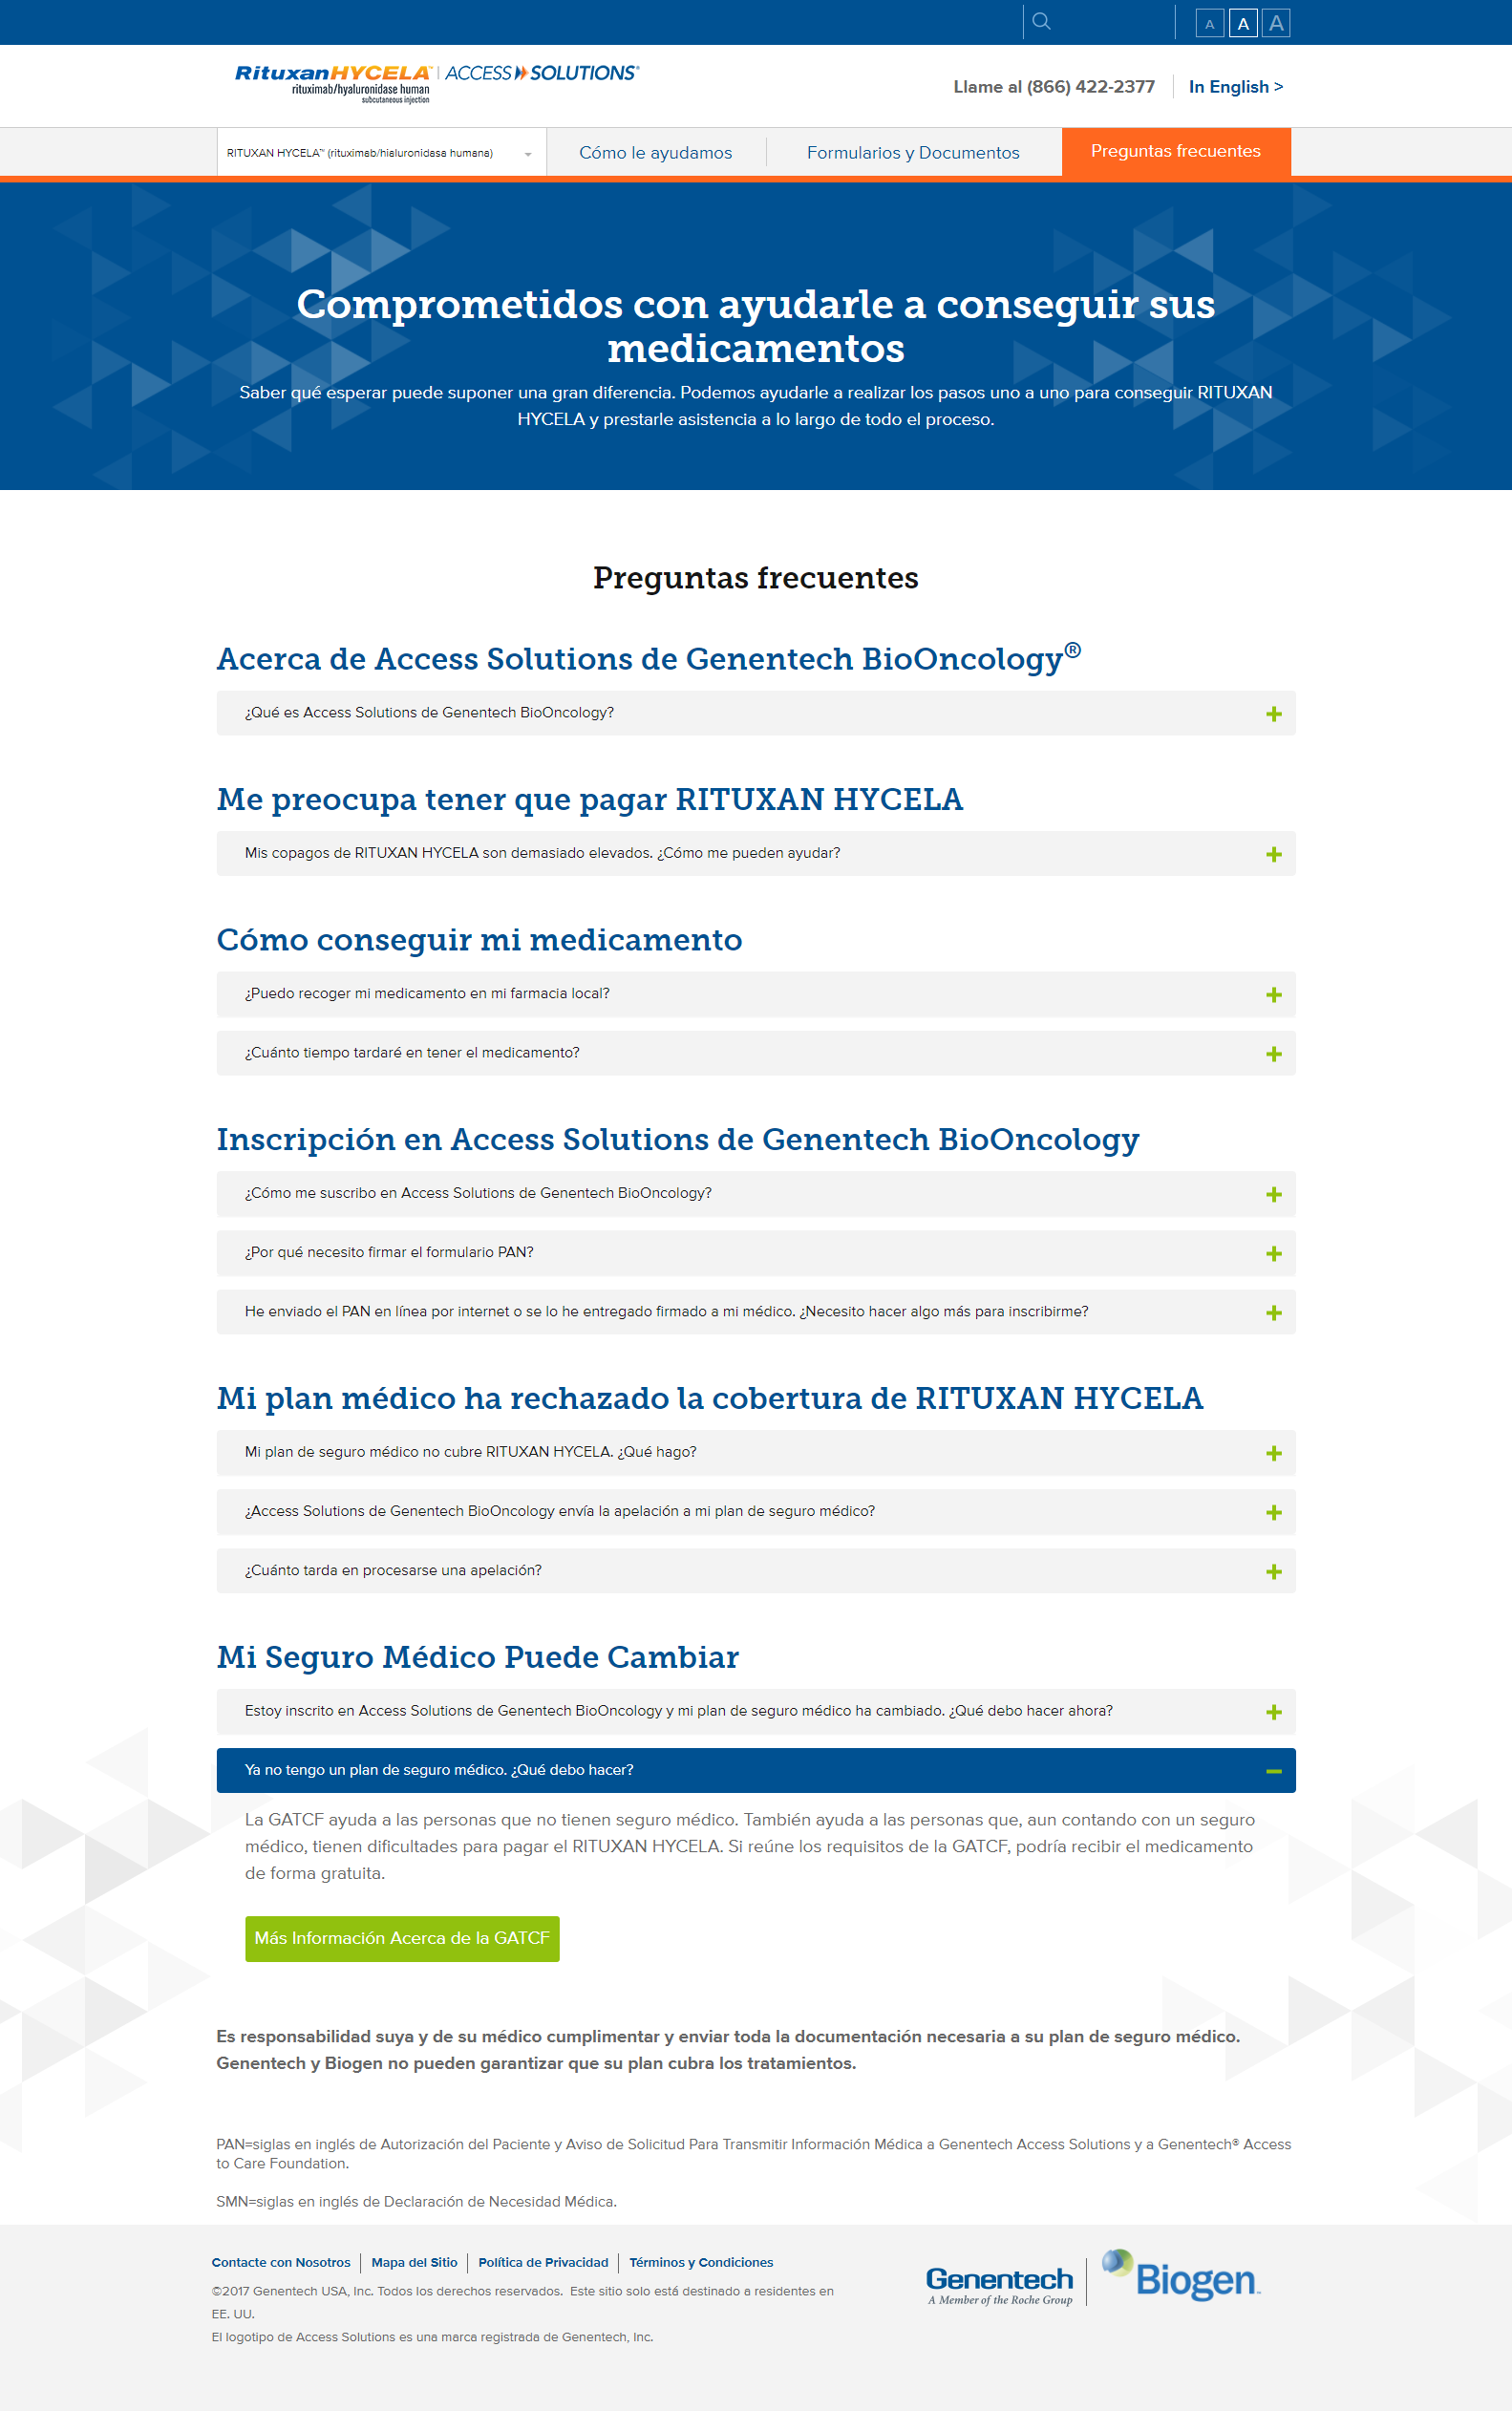 A A A
RituxanHYCELA™ | ACCESS SOLUTIONS®
rituximab/hyaluronidase human
subcutaneous injection
Llame al (866) 422-2377
In English >
RITUXAN HYCELA™ (rituximab/hialuronidasa humana)
Cómo le ayudamos
Formularios y Documentos
Preguntas frecuentes
Comprometidos con ayudarle a conseguir sus
medicamentos
Saber qué esperar puede suponer una gran diferencia. Podemos ayudarle a realizar los pasos uno a uno para conseguir RITUXAN
HYCELA y prestarle asistencia a lo largo de todo el proceso.
Preguntas frecuentes
Acerca de Access Solutions de Genentech BioOncology®
¿Qué es Access Solutions de Genentech BioOncology?
Me preocupa tener que pagar RITUXAN HYCELA
Mis copagos de RITUXAN HYCELA son demasiado elevados. ¿Cómo me pueden ayudar?
Cómo conseguir mi medicamento
¿Puedo recoger mi medicamento en mi farmacia local?
¿Cuánto tiempo tardaré en tener el medicamento?
Inscripción en Access Solutions de Genentech BioOncology
¿Cómo me suscribo en Access Solutions de Genentech BioOncology?
¿Por qué necesito firmar el formulario PAN?
He enviado el PAN en línea por internet o se lo he entregado firmado a mi médico. ¿Necesito hacer algo más para inscribirme?
Mi plan médico ha rechazado la cobertura de RITUXAN HYCELA
Mi plan de seguro médico no cubre RITUXAN HYCELA. ¿Qué hago?
¿Access Solutions de Genentech BioOncology envía la apelación a mi plan de seguro médico?
¿Cuánto tarda en procesarse una apelación?
Mi Seguro Médico Puede Cambiar
Estoy inscrito en Access Solutions de Genentech BioOncology y mi plan de seguro médico ha cambiado. ¿Qué debo hacer ahora?
Ya no tengo un plan de seguro médico. ¿Qué debo hacer?
La GATCF ayuda a las personas que no tienen seguro médico. También ayuda a las personas que, aun contando con un seguro
médico, tienen dificultades para pagar el RITUXAN HYCELA. Si reúne los requisitos de la GATCF, podría recibir el medicamento
de forma gratuita.
Más Información Acerca de la GATCF
Es responsabilidad suya y de su médico cumplimentar y enviar toda la documentación necesaria a su plan de seguro médico.
Genentech y Biogen no pueden garantizar que su plan cubra los tratamientos.
PAN=siglas en inglés de Autorización del Paciente y Aviso de Solicitud Para Transmitir Información Médica a Genentech Access Solutions y a Genentech® Access
to Care Foundation.
SMN=siglas en inglés de Declaración de Necesidad Médica.
Contacte con Nosotros | Mapa del Sitio | Política de Privacidad | Términos y Condiciones
©2017 Genentech USA, Inc. Todos los derechos reservados. Este sitio solo está destinado a residentes en
EE. UU.
El logotipo de Access Solutions es una marca registrada de Genentech, Inc.
Genentech
A Member of the Roche Group
Biogen™